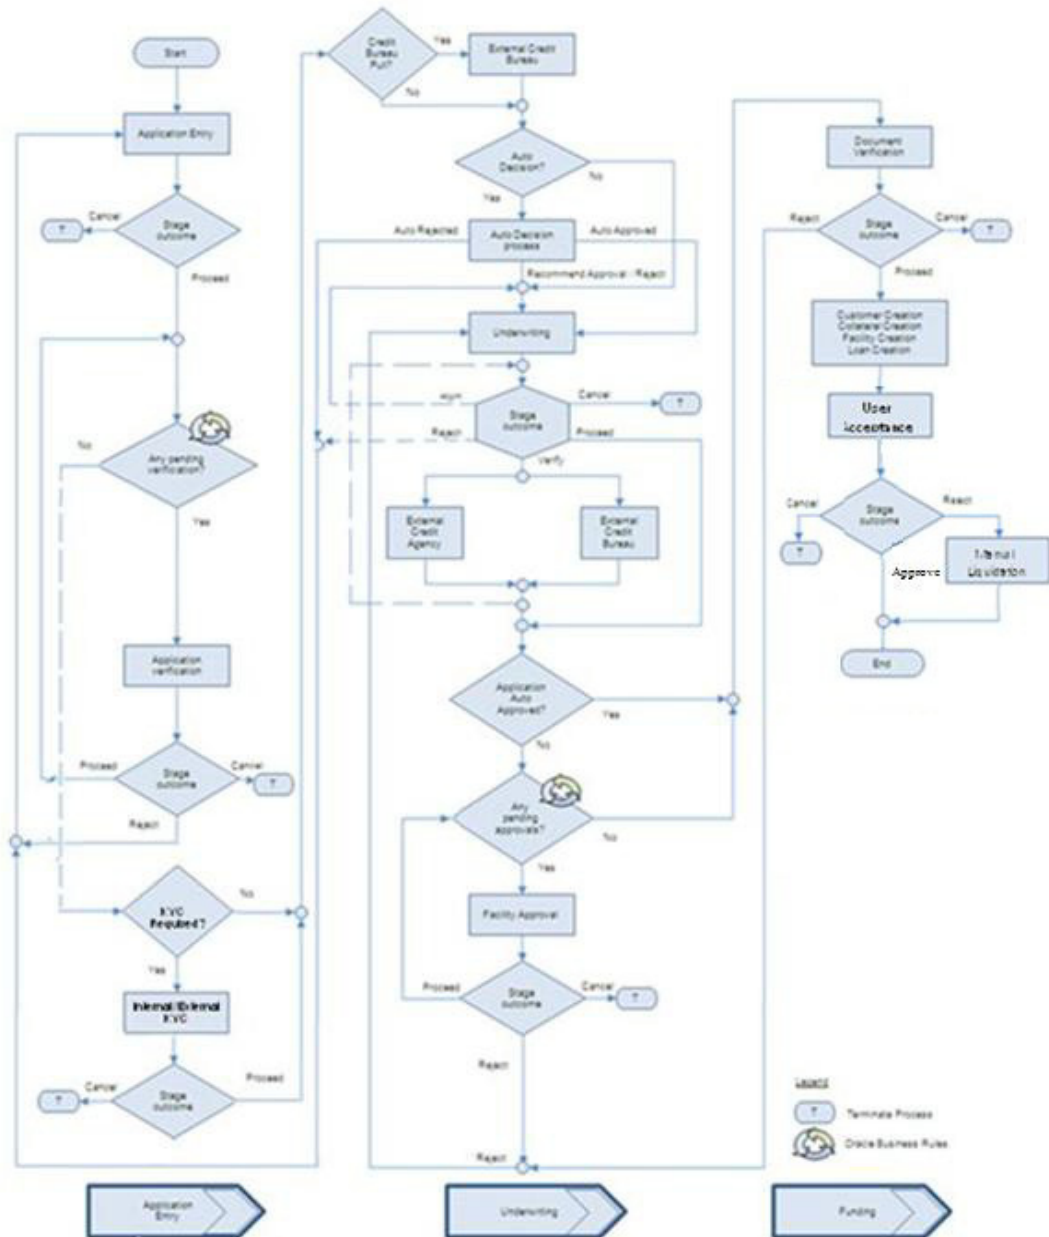 Start
Application Entry
Stage
outcome
Cancel
T
Proceed
Any pending
verification?
No
Yes
Application
verification
Stage
outcome
Proceed
Cancel
T
Reject
KYC
Required?
No
Yes
Internal/External
KYC
Stage
outcome
Cancel
T
Proceed
Application
Entry
Credit
Bureau
Pull?
Yes
External Credit
Bureau
No
Auto
Decision?
No
Yes
Auto Rejected
Auto Decision
process
Auto Approved
Recommend Approval / Reject
Underwriting
Stage
outcome
Cancel
T
Reject
Proceed
Verify
External
Credit
Agency
External
Credit
Bureau
Application
Auto
Approved?
Yes
No
Any
pending
approvals?
No
Yes
Facility Approval
Stage
outcome
Proceed
Cancel
T
Reject
Reject
Underwriting
Document
Verification
Stage
outcome
Reject
Cancel
T
Proceed
Customer Creation
Collateral Creation
Facility Creation
Loan Creation
User
Acceptance
Stage
outcome
Cancel
T
Reject
Approve
Manual
Liquidation
End
Legend
T
Terminate Process
Oracle Business Rules
Funding